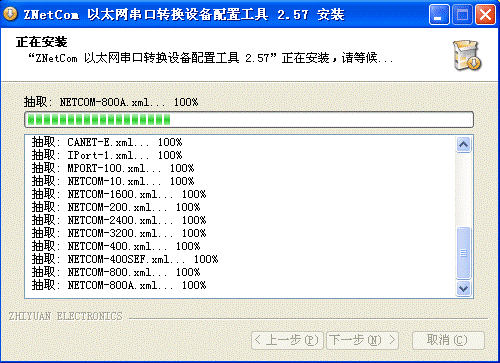 ZNetCom 以太网串口转换设备配置工具 2.57 安装
正在安装
“ZNetCom 以太网串口转换设备配置工具 2.57”正在安装，请等候...
抽取: NETCOM-800A.xml... 100%
抽取: CANET-E.xml... 100%
抽取: IPort-1.xml... 100%
抽取: MPORT-100.xml... 100%
抽取: NETCOM-10.xml... 100%
抽取: NETCOM-1600.xml... 100%
抽取: NETCOM-200.xml... 100%
抽取: NETCOM-2400.xml... 100%
抽取: NETCOM-3200.xml... 100%
抽取: NETCOM-400.xml... 100%
抽取: NETCOM-400SEF.xml... 100%
抽取: NETCOM-800.xml... 100%
抽取: NETCOM-800A.xml... 100%
ZHIYUAN ELECTRONICS
< 上一步(P) 下一步(N) > 取消(C)